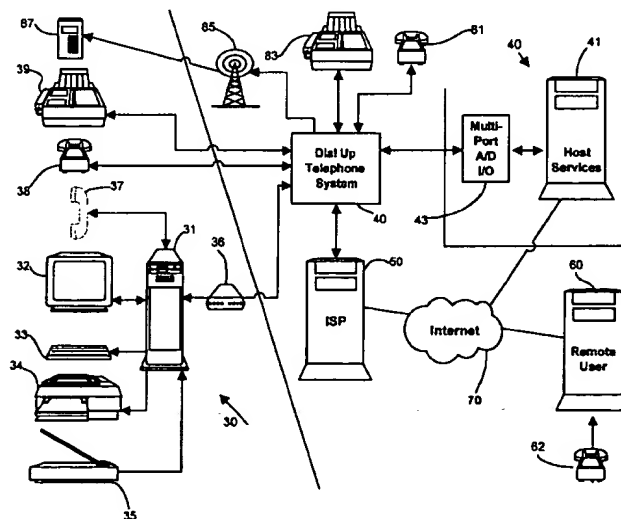 87
85
83
81
40
41
39
Multi-
Port
A/D
I/O
Host
Services
Dial Up
Telephone
System
38
37
43
31
40
36
32
50
60
33
ISP
Internet
Remote
User
34
70
30
62
35